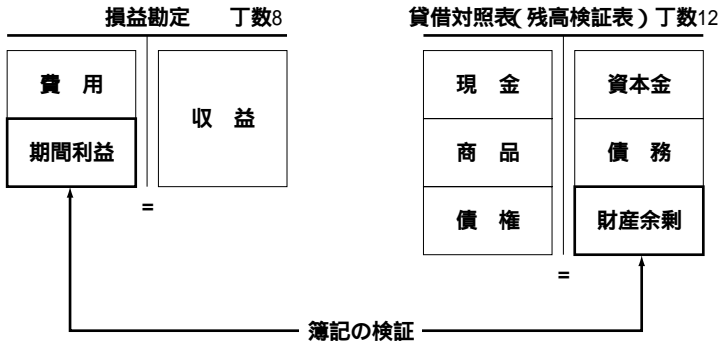 損益勘定 丁数8
費 用
期間利益
収 益
=
貸借対照表(残高検証表)丁数12
現 金
商 品
債 権
資本金
債 務
財産余剰
=
簿記の検証